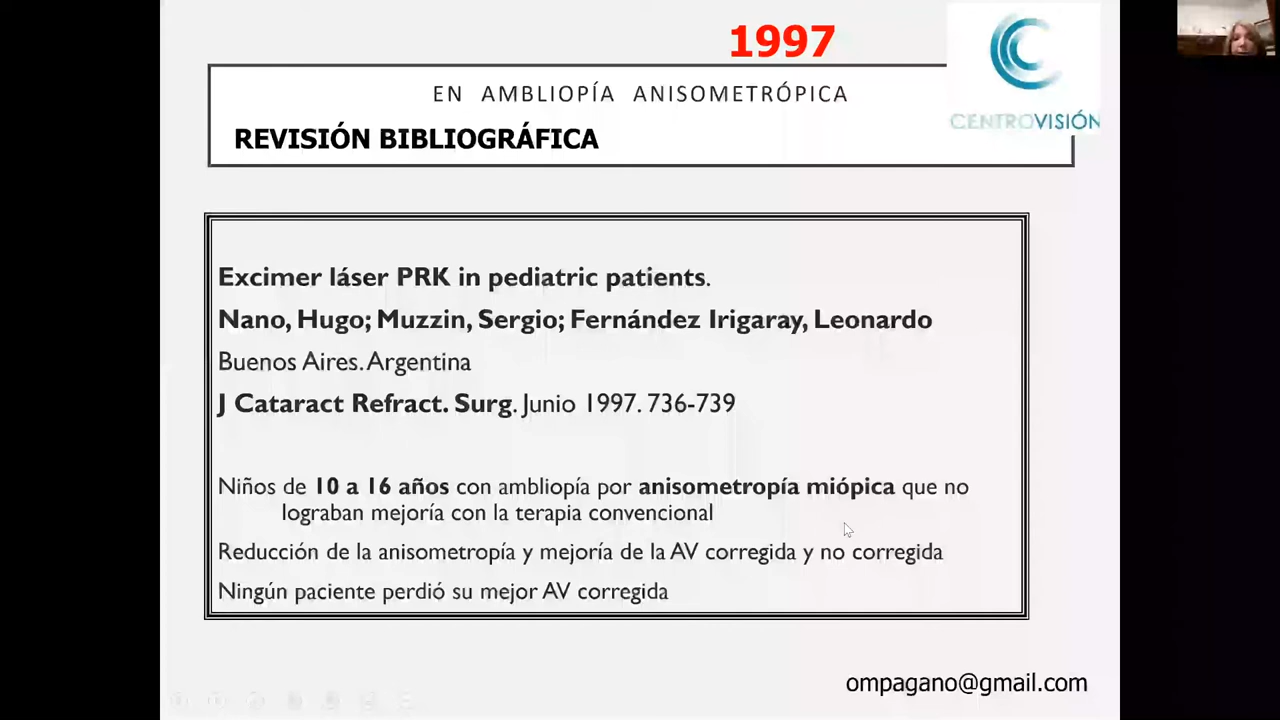 1997
EN AMBLIOPÍA ANISOMETRÓPICA
REVISIÓN BIBLIOGRÁFICA
CENTROVISIÓN
Excimer láser PRK in pediatric patients.
Nano, Hugo; Muzzin, Sergio; Fernández Irigaray, Leonardo
Buenos Aires. Argentina
J Cataract Refract. Surg. Junio 1997. 736-739
Niños de 10 a 16 años con ambliopía por anisometropía miópica que no
lograban mejoría con la terapia convencional
Reducción de la anisometropía y mejoría de la AV corregida y no corregida
Ningún paciente perdió su mejor AV corregida
ompagano@gmail.com